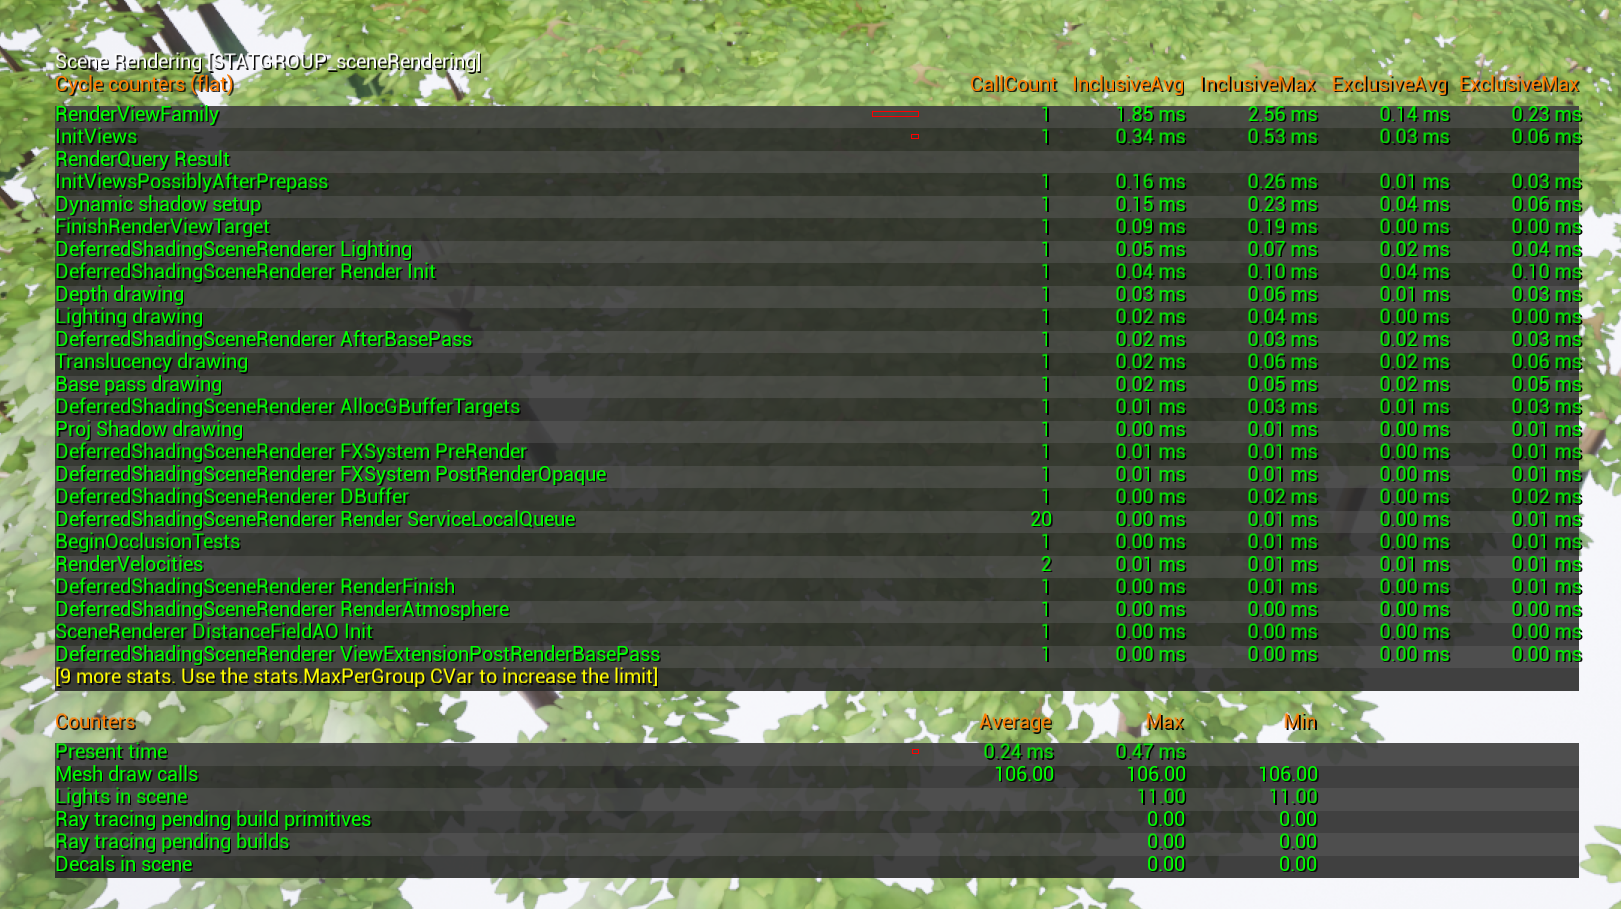 Scene Rendering [STATGROUP_sceneRendering]
Cycle counters (flat) CallCount InclusiveAvg InclusiveMax ExclusiveAvg ExclusiveMax
RenderViewFamily 1 1.85 ms 2.56 ms 0.14 ms 0.23 ms
InitViews 1 0.34 ms 0.53 ms 0.03 ms 0.06 ms
RenderQuery Result
InitViewsPossiblyAfterPrepass 1 0.16 ms 0.26 ms 0.01 ms 0.03 ms
Dynamic shadow setup 1 0.15 ms 0.23 ms 0.04 ms 0.06 ms
FinishRenderViewTarget 1 0.09 ms 0.19 ms 0.00 ms 0.00 ms
DeferredShadingSceneRenderer Lighting 1 0.05 ms 0.07 ms 0.02 ms 0.04 ms
DeferredShadingSceneRenderer Render Init 1 0.04 ms 0.10 ms 0.04 ms 0.10 ms
Depth drawing 1 0.03 ms 0.06 ms 0.01 ms 0.03 ms
Lighting drawing 1 0.02 ms 0.04 ms 0.00 ms 0.00 ms
DeferredShadingSceneRenderer AfterBasePass 1 0.02 ms 0.03 ms 0.02 ms 0.03 ms
Translucency drawing 1 0.02 ms 0.06 ms 0.02 ms 0.06 ms
Base pass drawing 1 0.02 ms 0.05 ms 0.02 ms 0.05 ms
DeferredShadingSceneRenderer AllocGBufferTargets 1 0.01 ms 0.03 ms 0.01 ms 0.03 ms
Proj Shadow drawing 1 0.00 ms 0.01 ms 0.00 ms 0.01 ms
DeferredShadingSceneRenderer FXSystem PreRender 1 0.01 ms 0.01 ms 0.00 ms 0.01 ms
DeferredShadingSceneRenderer FXSystem PostRenderOpaque 1 0.01 ms 0.01 ms 0.00 ms 0.01 ms
DeferredShadingSceneRenderer DBuffer 1 0.00 ms 0.02 ms 0.00 ms 0.02 ms
DeferredShadingSceneRenderer Render ServiceLocalQueue 20 0.00 ms 0.01 ms 0.00 ms 0.01 ms
BeginOcclusionTests 1 0.00 ms 0.01 ms 0.00 ms 0.01 ms
RenderVelocities 2 0.01 ms 0.01 ms 0.01 ms 0.01 ms
DeferredShadingSceneRenderer RenderFinish 1 0.00 ms 0.01 ms 0.00 ms 0.01 ms
DeferredShadingSceneRenderer RenderAtmosphere 1 0.00 ms 0.00 ms 0.00 ms 0.00 ms
SceneRenderer DistanceFieldAO Init 1 0.00 ms 0.00 ms 0.00 ms 0.00 ms
DeferredShadingSceneRenderer ViewExtensionPostRenderBasePass 1 0.00 ms 0.00 ms 0.00 ms 0.00 ms
[9 more stats. Use the stats.MaxPerGroup CVar to increase the limit]
Counters Average Max Min
Present time 0.24 ms 0.47 ms
Mesh draw calls 106.00 106.00 106.00
Lights in scene 11.00 11.00
Ray tracing pending build primitives 0.00 0.00
Ray tracing pending builds 0.00 0.00
Decals in scene 0.00 0.00